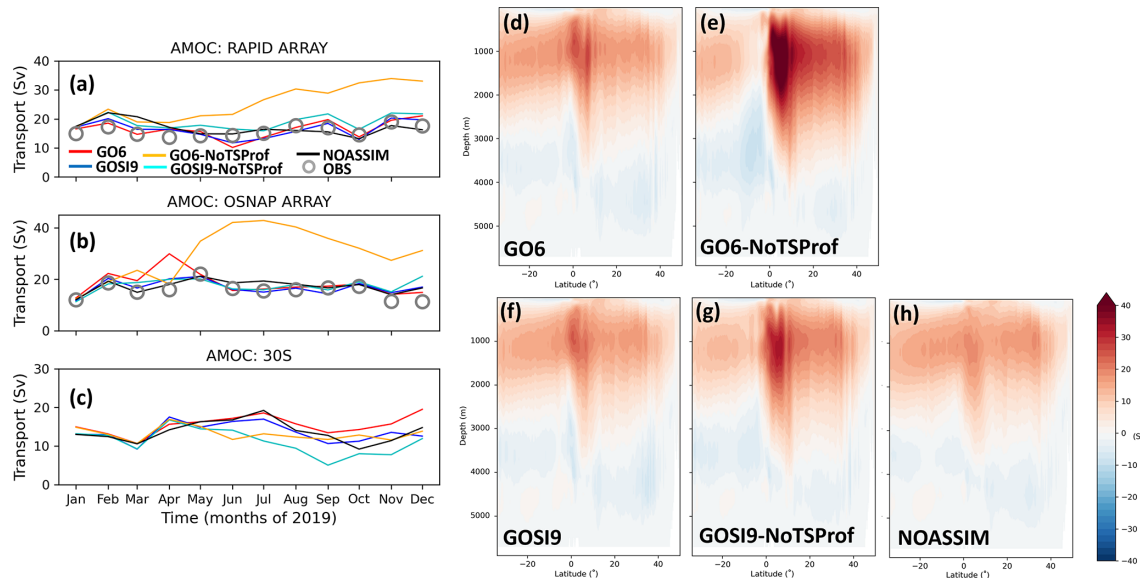 AMOC: RAPID ARRAY
(a)
Transport (Sv)
40
30
20
10
0
GO6
GOSI9
GO6-NoTSProf
GOSI9-NoTSProf
NOASSIM
OBS
AMOC: OSNAP ARRAY
(b)
Transport (Sv)
40
20
0
AMOC: 30S
(c)
Transport (Sv)
30
20
10
0
Jan Feb Mar Apr May Jun Jul Aug Sep Oct Nov Dec
Time (months of 2019)
(d)
Depth (m)
1000
2000
3000
4000
5000
GO6
−20 0 20 40
Latitude (°)
(e)
GO6-NoTSProf
−20 0 20 40
Latitude (°)
(f)
Depth (m)
1000
2000
3000
4000
5000
GOSI9
−20 0 20 40
Latitude (°)
(g)
GOSI9-NoTSProf
−20 0 20 40
Latitude (°)
(h)
NOASSIM
−20 0 20 40
Latitude (°)
40
30
20
10
0
−10
−20
−30
−40
(S